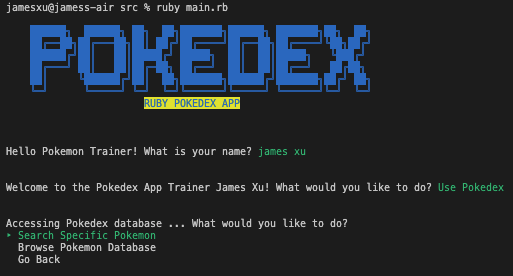 jamesxu@jamess-air src % ruby main.rb
POKEDEX
RUBY POKEDEX APP
Hello Pokemon Trainer! What is your name? james xu
Welcome to the Pokedex App Trainer James Xu! What would you like to do? Use Pokedex
Accessing Pokedex database ... What would you like to do?
‣ Search Specific Pokemon
Browse Pokemon Database
Go Back